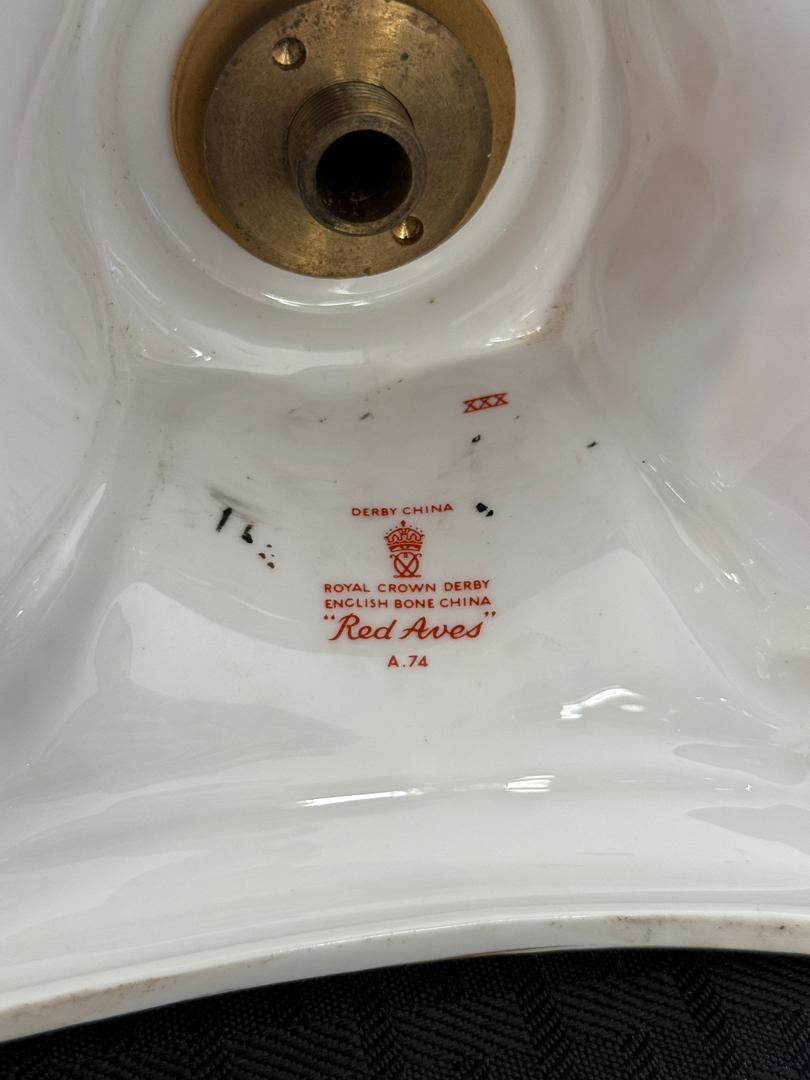 XXX
DERBY CHINA
ROYAL CROWN DERBY
ENGLISH BONE CHINA
"Red Aves"
A.74